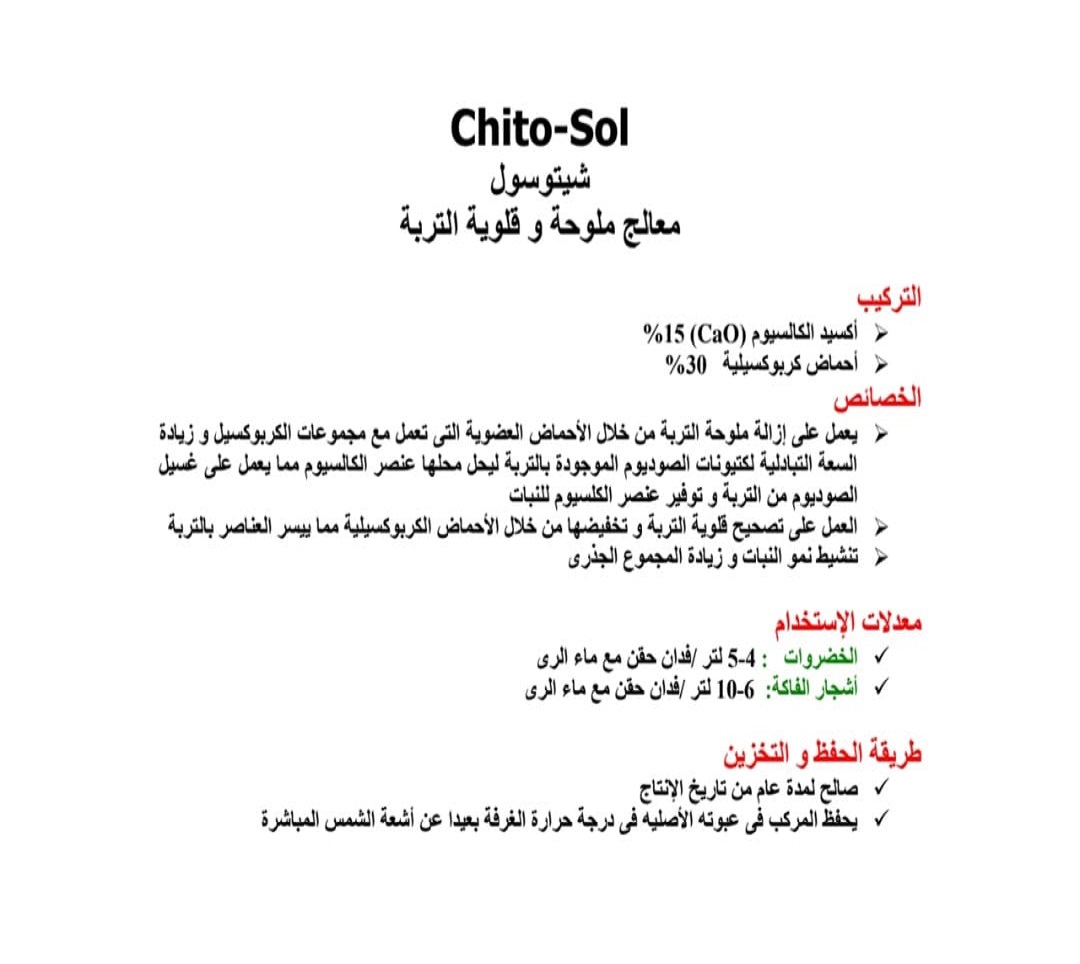 Chito-Sol
شيتوسول
معالج ملوحة و قلوية التربة
التركيب
أكسيد الكالسيوم (CaO) 15%
أحماض كربوكسيلية 30%
الخصائص
يعمل على إزالة ملوحة التربة من خلال الأحماض العضوية التى تعمل مع مجموعات الكربوكسيل و زيادة
السعة التبادلية لكتيونات الصوديوم الموجودة بالتربة ليحل محلها عنصر الكالسيوم مما يعمل على غسيل
الصوديوم من التربة و توفير عنصر الكلسيوم للنبات
العمل على تصحيح قلوية التربة و تخفيضها من خلال الأحماض الكربوكسيلية مما ييسر العناصر بالتربة
تنشيط نمو النبات و زيادة المجموع الجذرى
معدلات الإستخدام
✓ الخضروات : 4-5 لتر /فدان حقن مع ماء الرى
✓ أشجار الفاكة: 6-10 لتر /فدان حقن مع ماء الرى
طريقة الحفظ و التخزين
✓ صالح لمدة عام من تاريخ الإنتاج
✓ يحفظ المركب فى عبوته الأصليه فى درجة حرارة الغرفة بعيدا عن أشعة الشمس المباشرة